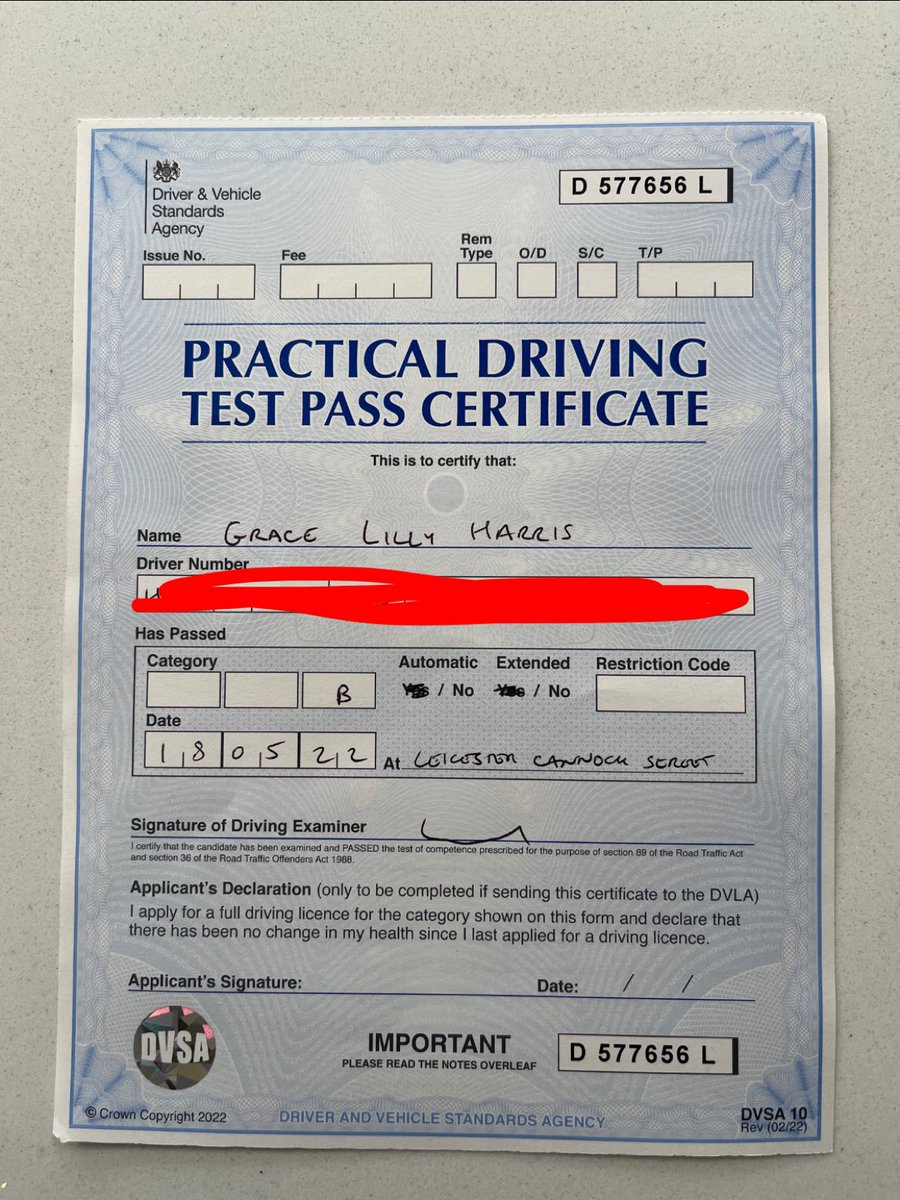 Driver & Vehicle
Standards
Agency
D 577656 L
Issue No. Fee Rem Type O/D S/C T/P
PRACTICAL DRIVING
TEST PASS CERTIFICATE
This is to certify that:
Name GRACE LILLY HARRIS
Driver Number
Has Passed
Category Automatic Extended Restriction Code
B Yes / No Yes / No
Date
18 05 22 At LEICESTER CANNOCK STREET
Signature of Driving Examiner
I certify that the candidate has been examined and PASSED the test of competence prescribed for the purpose of section 89 of the Road Traffic Act
and section 36 of the Road Traffic Offenders Act 1988.
Applicant's Declaration (only to be completed if sending this certificate to the DVLA)
I apply for a full driving licence for the category shown on this form and declare that
there has been no change in my health since I last applied for a driving licence.
Applicant's Signature: Date: / /
DVSA
IMPORTANT
PLEASE READ THE NOTES OVERLEAF
D 577656 L
© Crown Copyright 2022 DRIVER AND VEHICLE STANDARDS AGENCY DVSA 10
Rev (02/22)